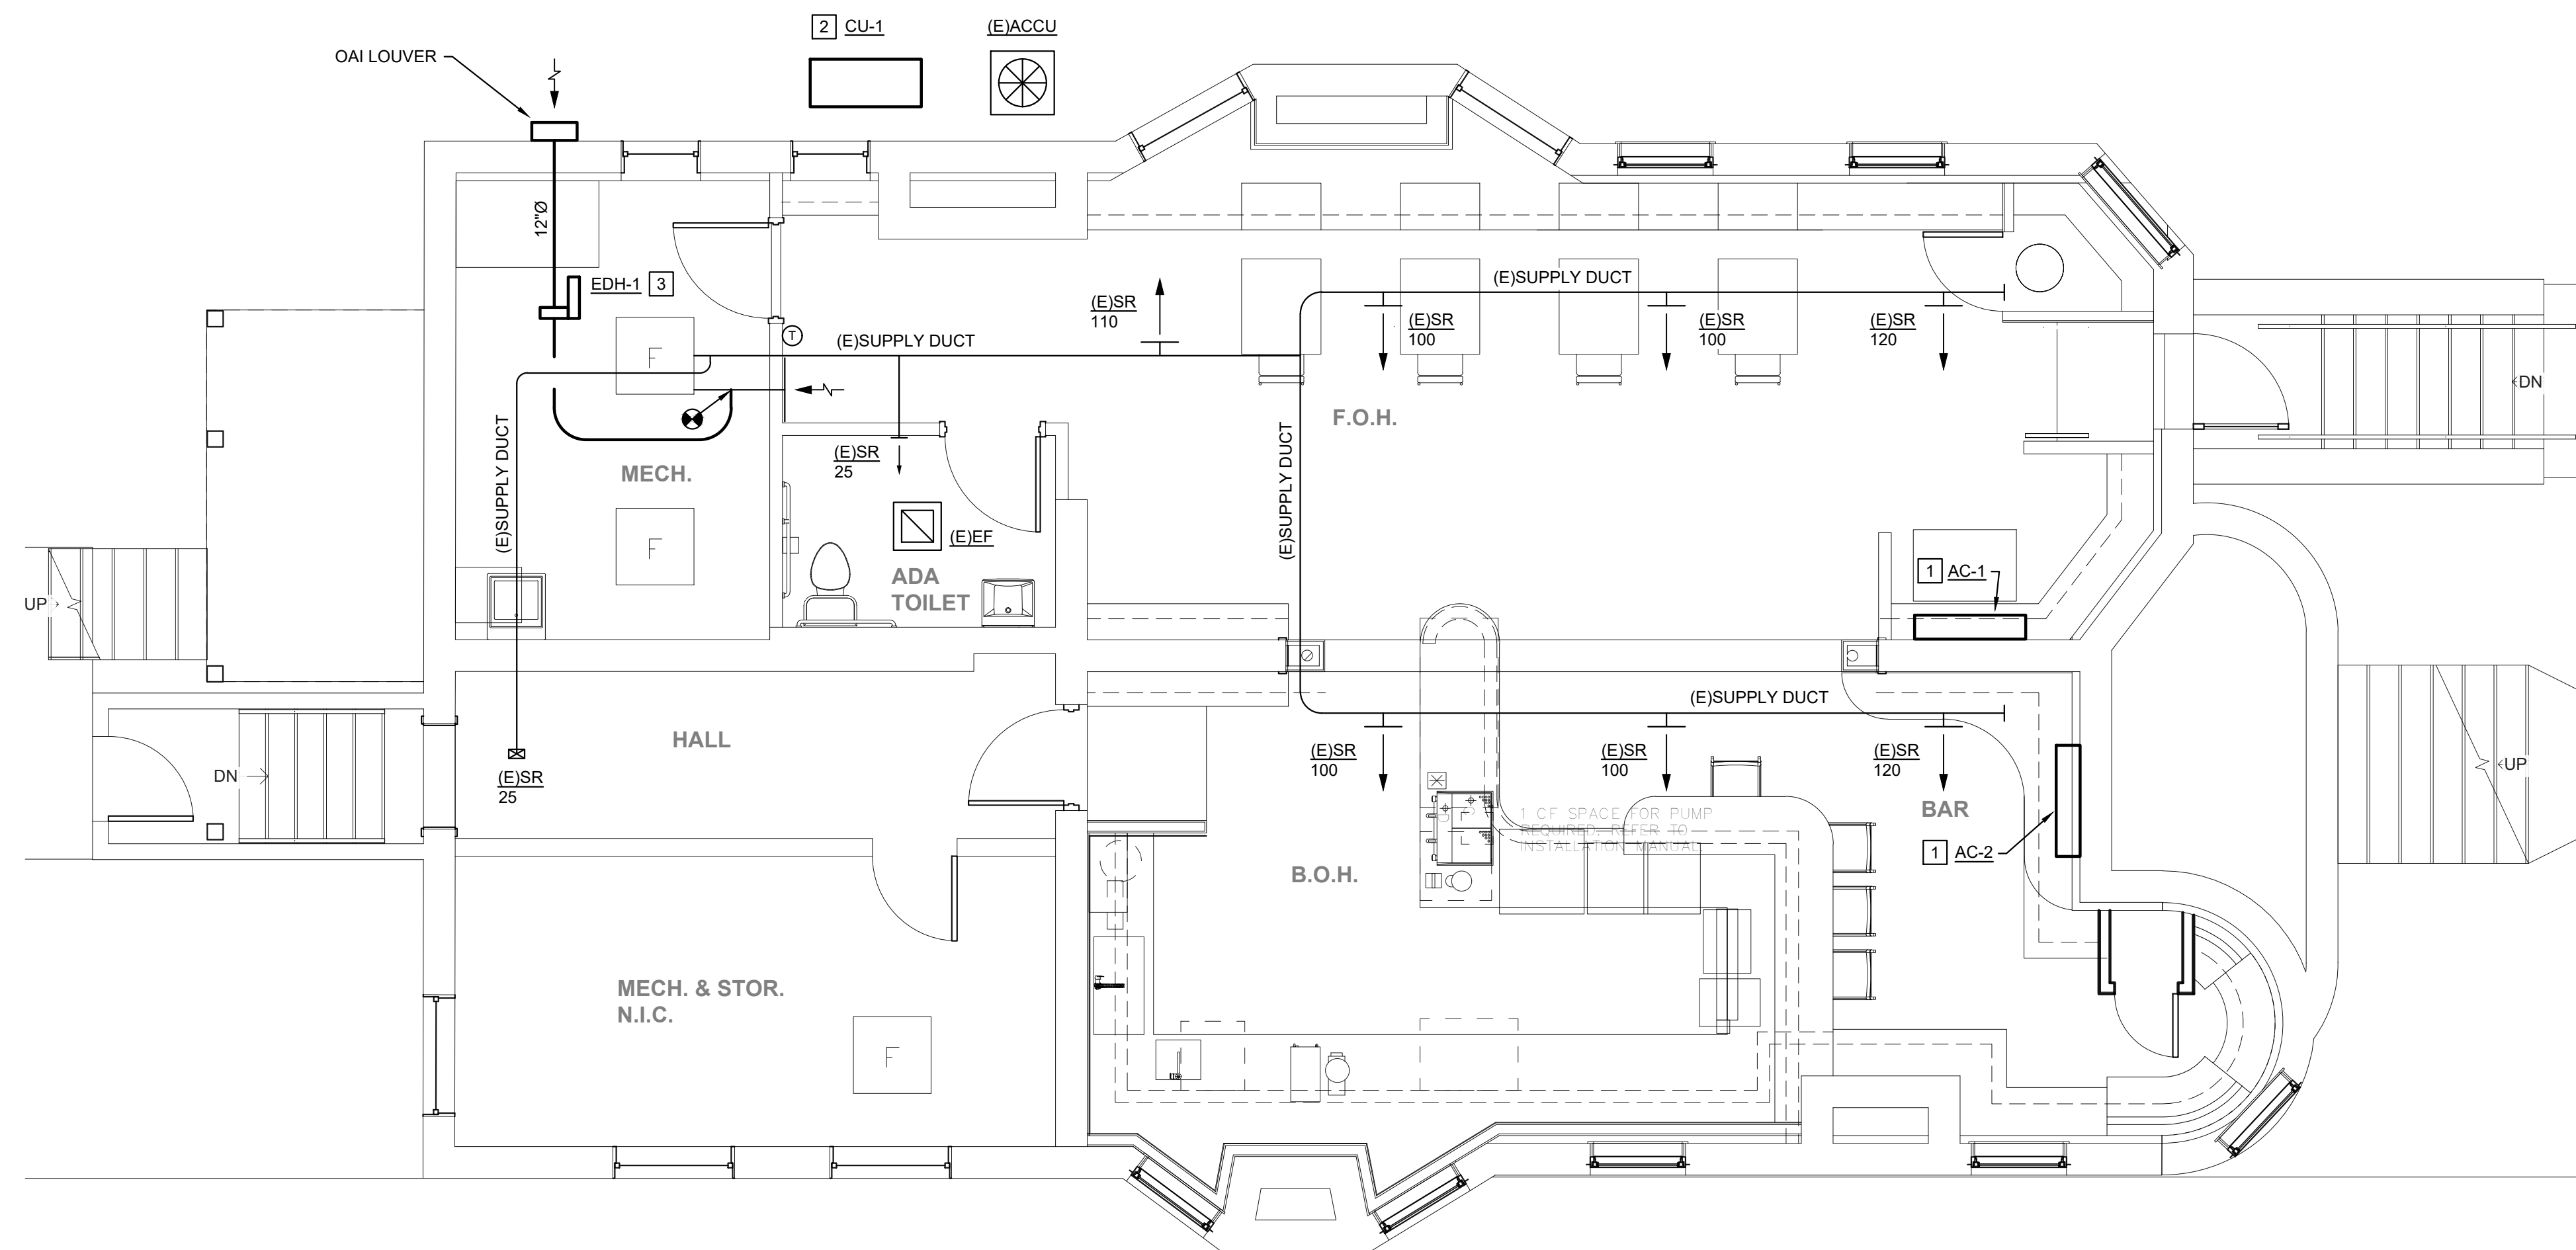 2 CU-1
(E)ACCU
OAI LOUVER
12"Ø
EDH-1 3
(E)SR
110
(E)SUPPLY DUCT
(E)SR
100
(E)SR
100
(E)SR
120
T
(E)SUPPLY DUCT
F
DN
F.O.H.
(E)SUPPLY DUCT
(E)SUPPLY DUCT
MECH.
(E)SR
25
F
(E)EF
ADA
TOILET
1 AC-1
UP
(E)SUPPLY DUCT
HALL
(E)SR
100
(E)SR
100
(E)SR
120
DN
(E)SR
25
UP
BAR
1 CF SPACE FOR PUMP
REQUIRED. REFER TO
INSTALLATION MANUAL.
1 AC-2
B.O.H.
MECH. & STOR.
N.I.C.
F